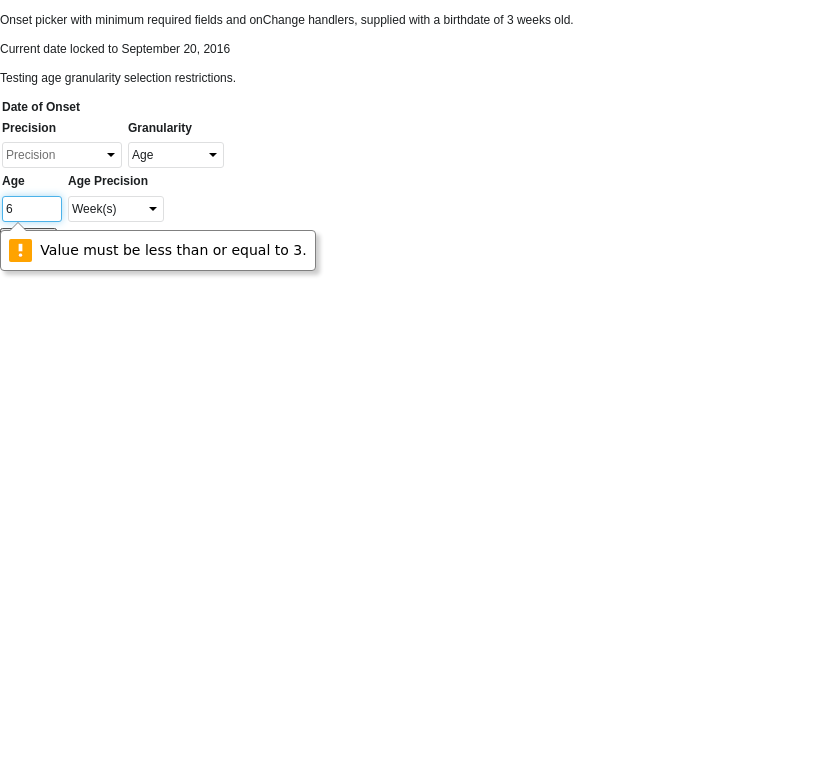 Onset picker with minimum required fields and onChange handlers, supplied with a birthdate of 3 weeks old.
Current date locked to September 20, 2016
Testing age granularity selection restrictions.
Date of Onset
Precision Granularity
Precision Age
Age Age Precision
6 Week(s)
Value must be less than or equal to 3.